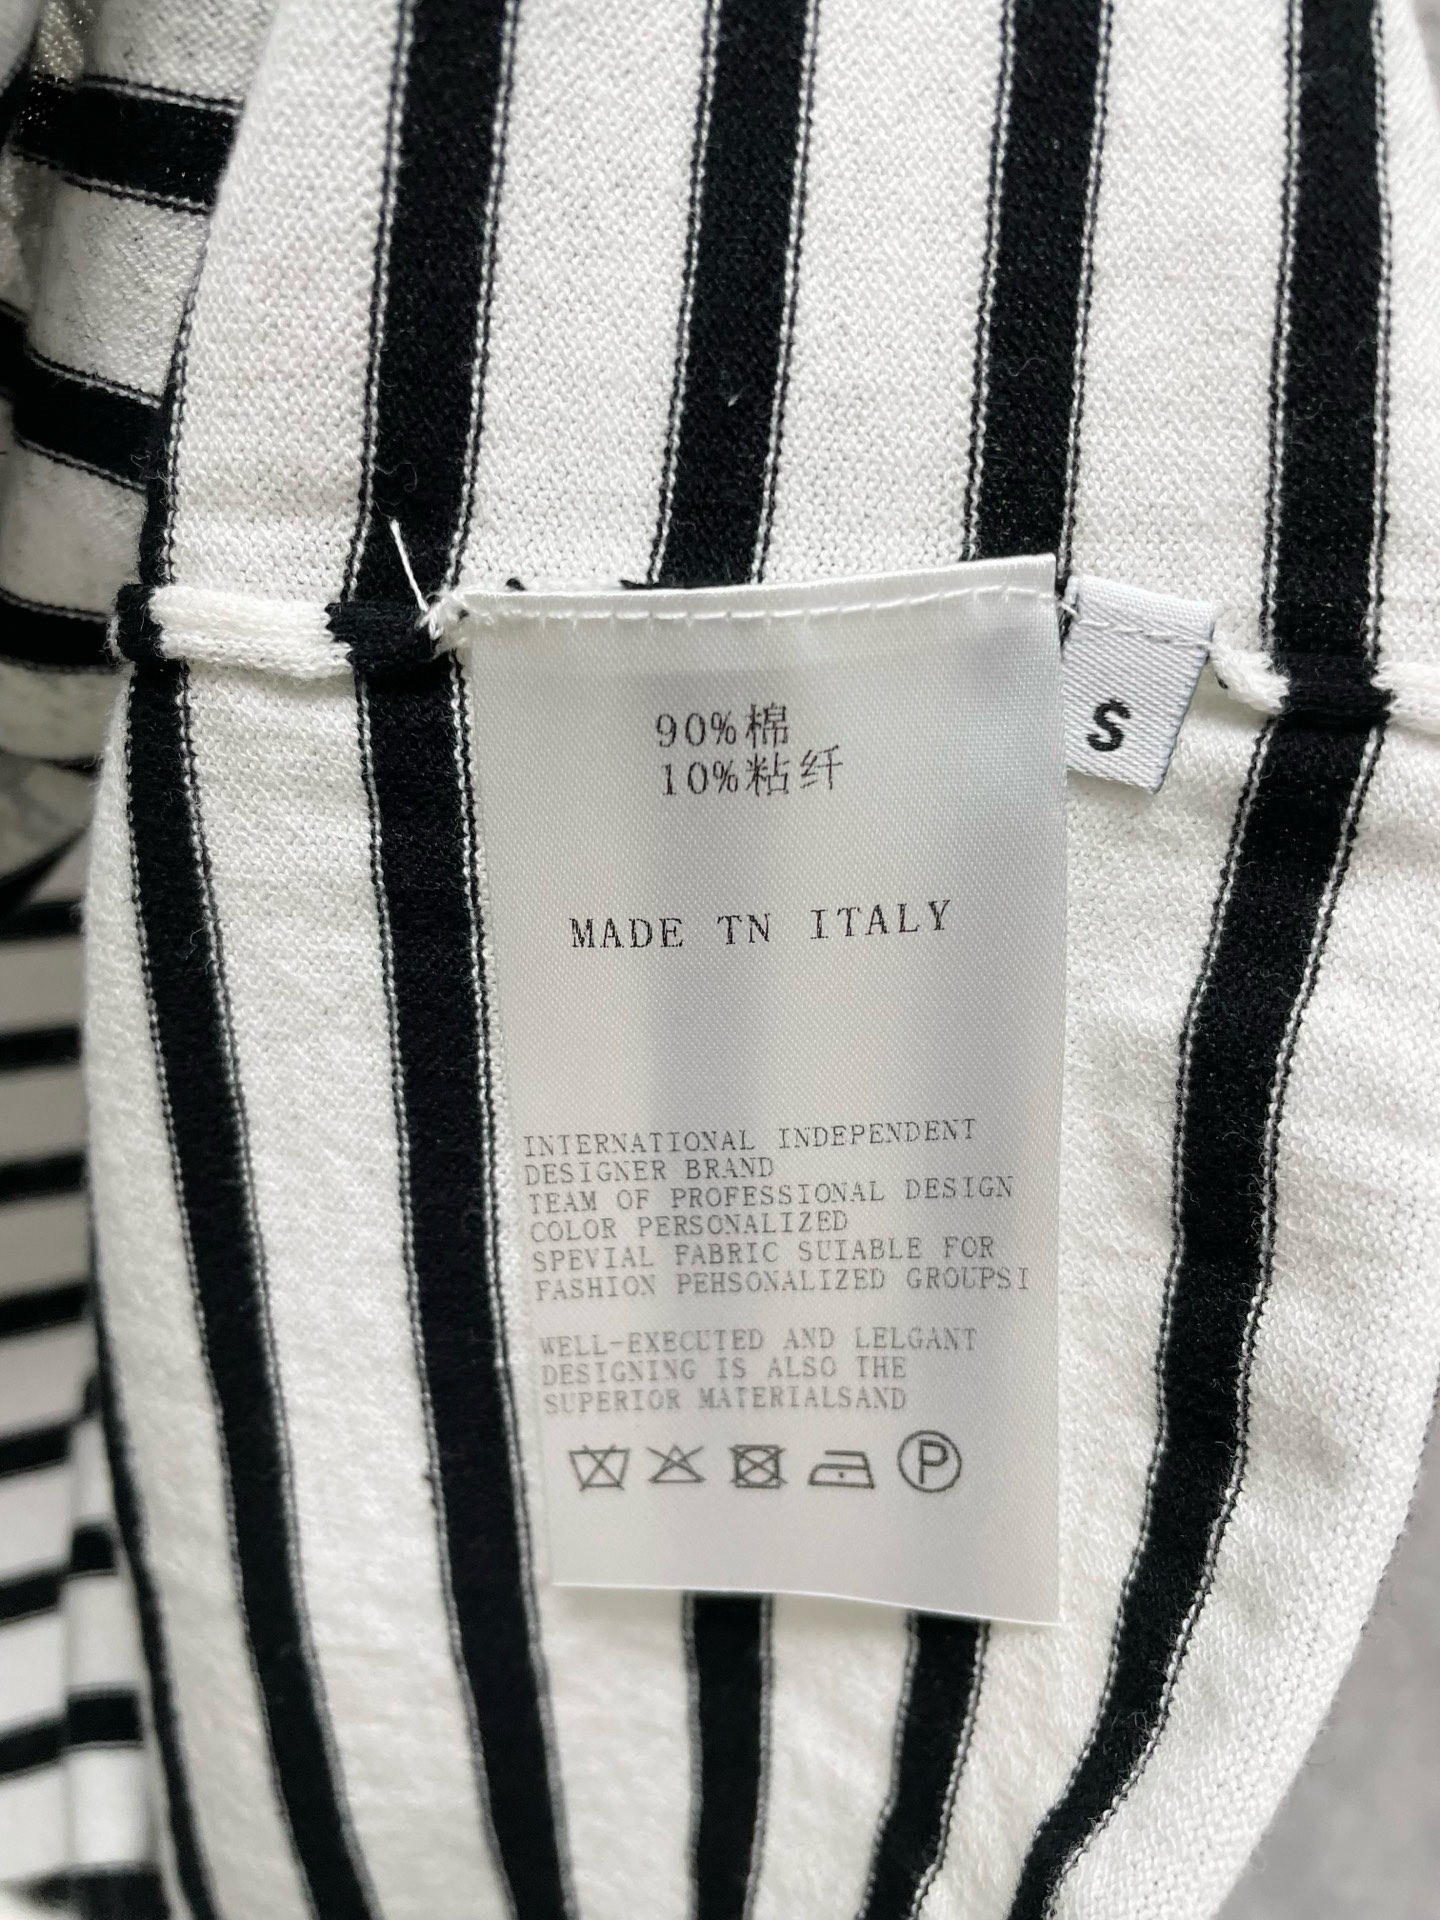 90%棉
10%粘纤
S
MADE TN ITALY
INTERNATIONAL INDEPENDENT
DESIGNER BRAND
TEAM OF PROFESSIONAL DESIGN
COLOR PERSONALIZED
SPEVIAL FABRIC SUIABLE FOR
FASHION PEHSONALIZED GROUPSI
WELL-EXECUTED AND LELGANT
DESIGNING IS ALSO THE
SUPERIOR MATERIALSAND
P